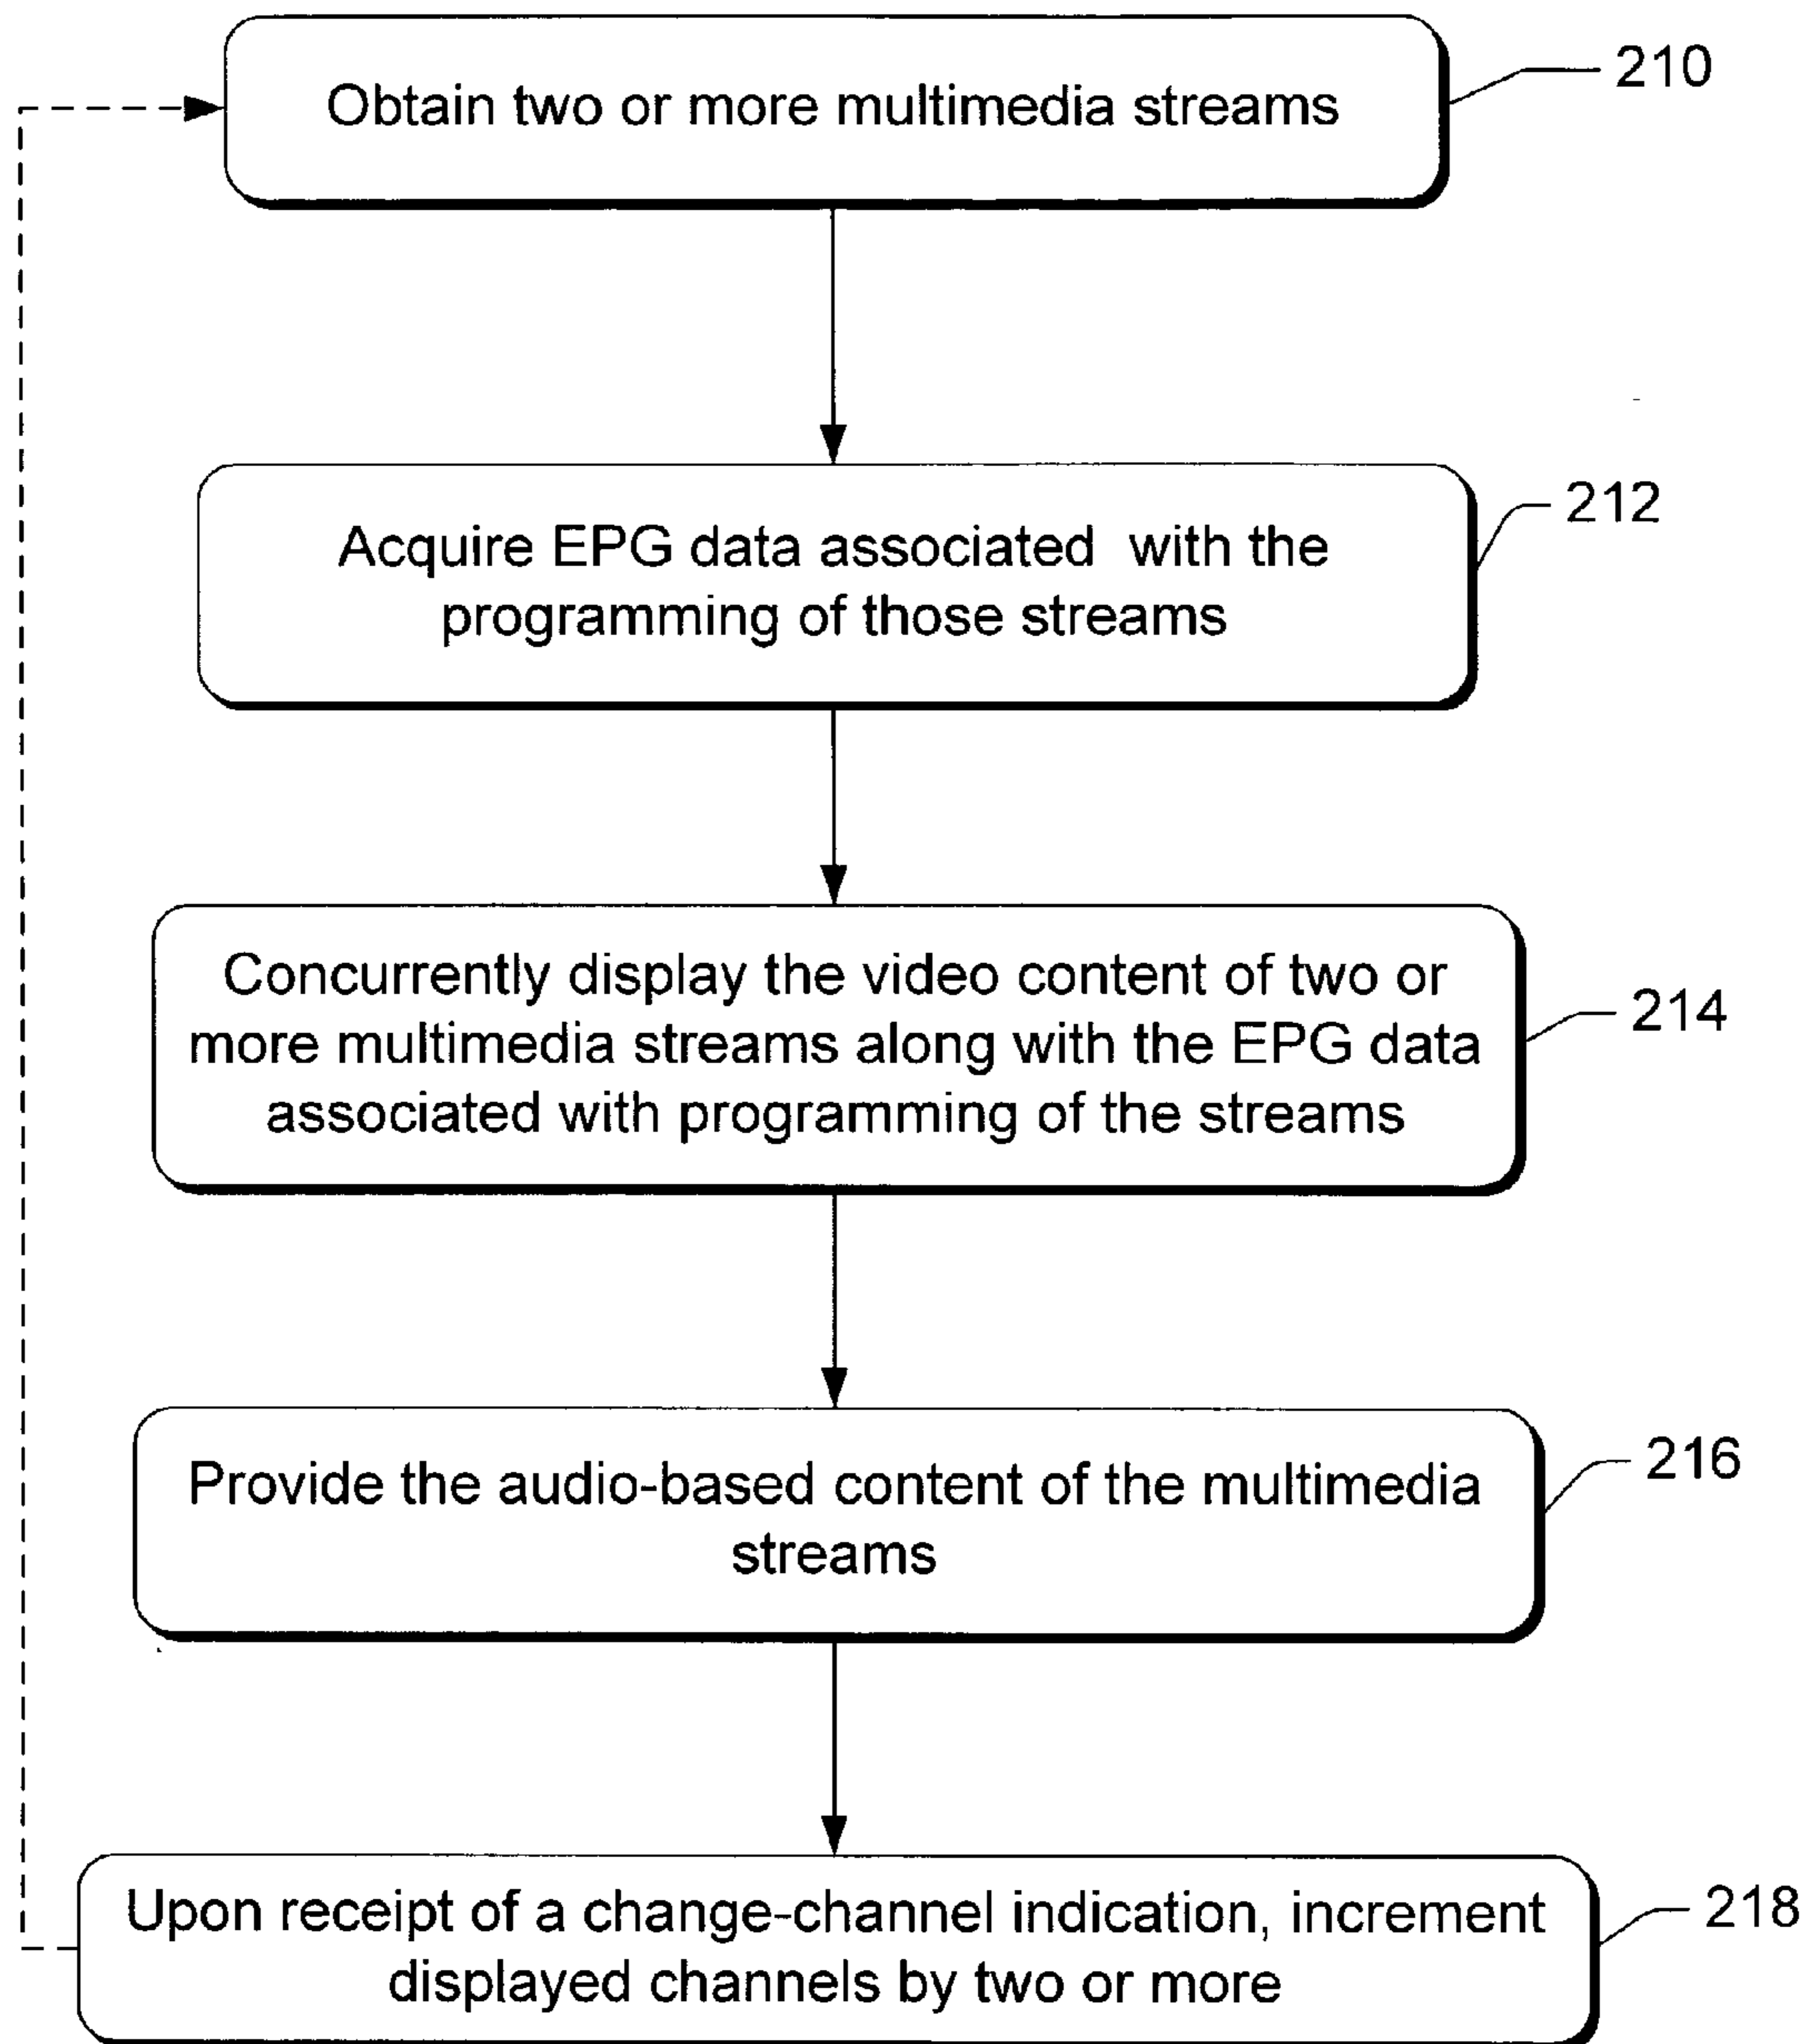 Obtain two or more multimedia streams
210
Acquire EPG data associated with the
programming of those streams
212
Concurrently display the video content of two or
more multimedia streams along with the EPG data
associated with programming of the streams
214
Provide the audio-based content of the multimedia
streams
216
Upon receipt of a change-channel indication, increment
displayed channels by two or more
218